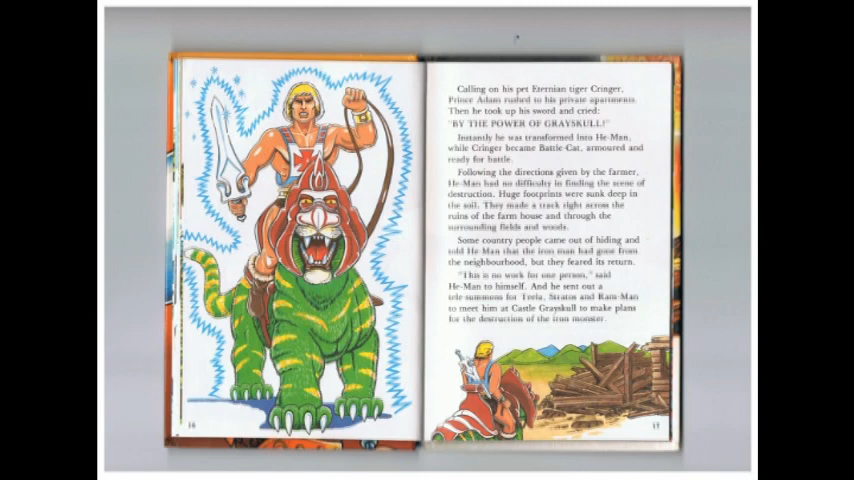 Calling on his pet Eternian tiger Cringer,
Prince Adam rushed to his private apartments.
Then he took up his sword and cried:
"BY THE POWER OF GRAYSKULL!"
Instantly he was transformed into He-Man,
while Cringer became Battle-Cat, armoured and
ready for battle.
Following the directions given by the farmer,
He-Man had no difficulty in finding the scene of
destruction. Huge footprints were sunk deep in
the soil. They made a track right across the
ruins of the farm house and through the
surrounding fields and woods.
Some country people came out of hiding and
told He-Man that the iron man had gone from
the neighbourhood, but they feared its return.
"This is no work for one person," said
He-Man to himself. And he sent out a
tele summons for Teela, Stratos and Ram-Man
to meet him at Castle Grayskull to make plans
for the destruction of the iron monster.
16
17